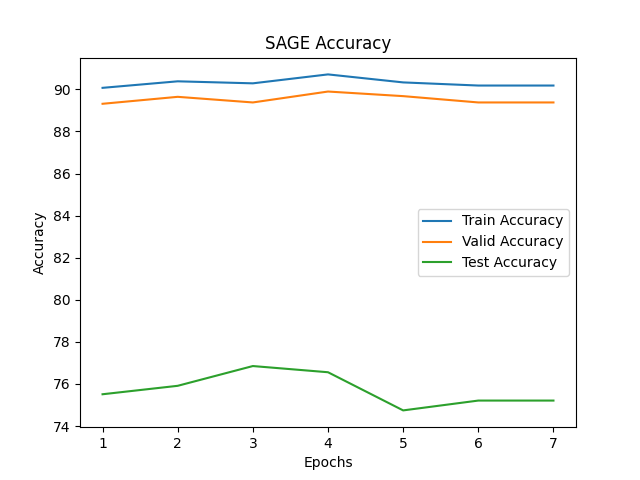 SAGE Accuracy
Accuracy
90
88
86
84
82
80
78
76
74
Train Accuracy
Valid Accuracy
Test Accuracy
1 2 3 4 5 6 7
Epochs